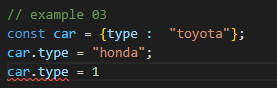 // example 03
const car = {type :  "toyota"};
car.type = "honda";
car.type = 1